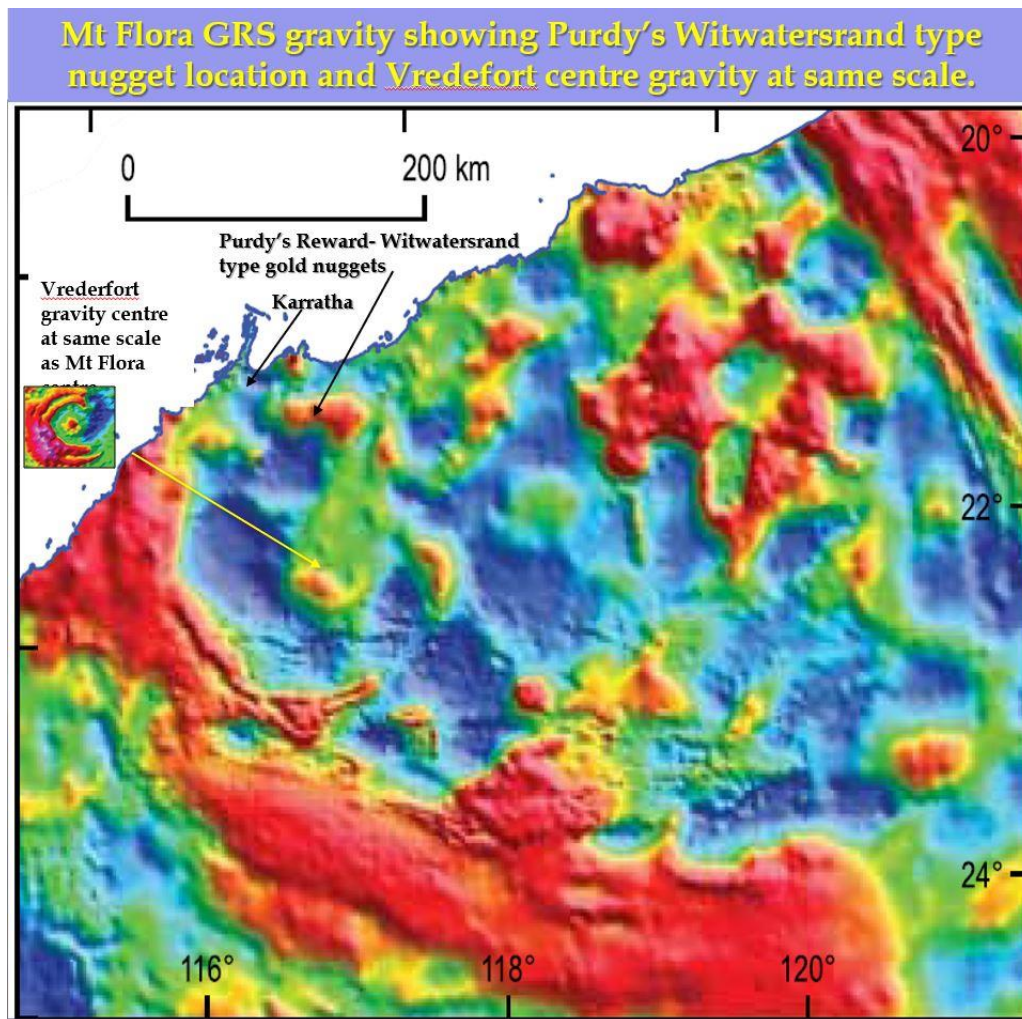 Mt Flora GRS gravity showing Purdy's Witwatersrand type
nugget location and Vredefort centre gravity at same scale.
0 200 km
20°
Purdy's Reward- Witwatersrand
type gold nuggets
Karratha
Vrederfort
gravity centre
at same scale
as Mt Flora
centre
22°
24°
116° 118° 120°